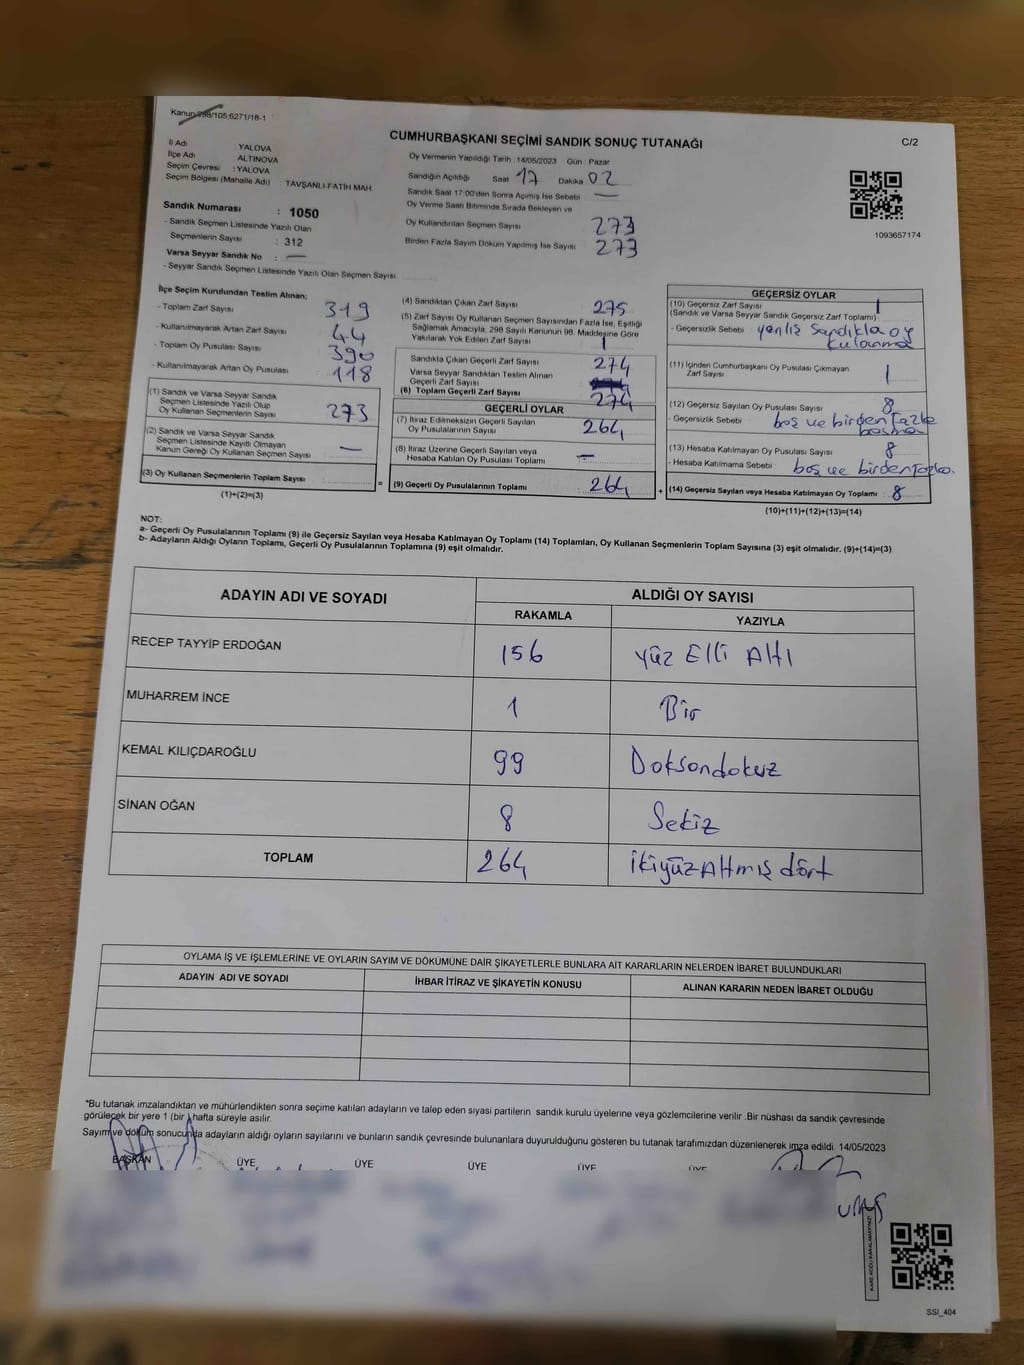 Kanun:298/105;6271/18-1
CUMHURBAŞKANI SEÇİMİ SANDIK SONUÇ TUTANAĞI
C/2
İl Adı YALOVA
İlçe Adı ALTINOVA
Seçim Çevresi : YALOVA
Seçim Bölgesi (Mahalle Adı) : TAVŞANLI-FATİH MAH.
Sandık Numarası : 1050
- Sandık Seçmen Listesinde Yazılı Olan
Seçmenlerin Sayısı : 312
Varsa Seyyar Sandık No : —
- Seyyar Sandık Seçmen Listesinde Yazılı Olan Seçmen Sayısı
Oy Vermenin Yapıldığı Tarih :14/05/2023 Gün : Pazar
Sandığın Açıldığı Saat 17 Dakika 02
Sandık Saat 17:00'den Sonra Açımış İse Sebebi —
Oy Verme Saati Bitiminde Sırada Bekleyen ve
Oy Kullandırılan Seçmen Sayısı 273
Birden Fazla Sayım Döküm Yapılmış İse Sayısı 273
1093657174
İlçe Seçim Kurulundan Teslim Alınan;
- Toplam Zarf Sayısı 319
- Kullanılmayarak Artan Zarf Sayısı 44
- Toplam Oy Pusulası Sayısı 390
- Kullanılmayarak Artan Oy Pusulası 118
(1) Sandık ve Varsa Seyyar Sandık
Seçmen Listesinde Yazılı Olup
Oy Kullanan Seçmenlerin Sayısı 273
(2) Sandık ve Varsa Seyyar Sandık
Seçmen Listesinde Kayıtlı Olmayan
Kanun Gereği Oy Kullanan Seçmen Sayısı —
(3) Oy Kullanan Seçmenlerin Toplam Sayısı
(1)+(2)=(3)
(4) Sandıktan Çıkan Zarf Sayısı 275
(5) Zarf Sayısı Oy Kullanan Seçmen Sayısından Fazla İse, Eşitliği
Sağlamak Amacıyla, 298 Sayılı Kanunun 98. Maddesine Göre
Yakılarak Yok Edilen Zarf Sayısı 1
Sandıkta Çıkan Geçerli Zarf Sayısı 274
Varsa Seyyar Sandıktan Teslim Alınan
Geçerli Zarf Sayısı
(6) Toplam Geçerli Zarf Sayısı 274
GEÇERLİ OYLAR
(7) İtiraz Edilmeksizin Geçerli Sayılan
Oy Pusulalarının Sayısı 264
(8) İtiraz Üzerine Geçerli Sayılan veya
Hesaba Katılan Oy Pusulası Toplamı —
= (9) Geçerli Oy Pusulalarının Toplamı 264
GEÇERSİZ OYLAR
(10) Geçersiz Zarf Sayısı 1
(Sandık ve Varsa Seyyar Sandık Geçersiz Zarf Toplamı)
- Geçersizlik Sebebi yanlış Sandıkla oy
kulanma
(11) İçinden Cumhurbaşkanı Oy Pusulası Çıkmayan
Zarf Sayısı 1
(12) Geçersiz Sayılan Oy Pusulası Sayısı 8
Geçersizlik Sebebi boş ve birden fazla
basma
(13) Hesaba Katılmayan Oy Pusulası Sayısı 8
- Hesaba Katılmama Sebebi boş ve birden fazla.
+ (14) Geçersiz Sayılan veya Hesaba Katılmayan Oy Toplamı : 8
(10)+(11)+(12)+(13)=(14)
NOT:
a- Geçerli Oy Pusulalarının Toplamı (9) ile Geçersiz Sayılan veya Hesaba Katılmayan Oy Toplamı (14) Toplamları, Oy Kullanan Seçmenlerin Toplam Sayısına (3) eşit olmalıdır. (9)+(14)=(3)
b- Adayların Aldığı Oyların Toplamı, Geçerli Oy Pusulalarının Toplamına (9) eşit olmalıdır.
ADAYIN ADI VE SOYADI ALDIĞI OY SAYISI
RAKAMLA YAZIYLA
RECEP TAYYİP ERDOĞAN 156 Yüz Elli Altı
MUHARREM İNCE 1 Bir
KEMAL KILIÇDAROĞLU 99 Doksandokuz
SİNAN OĞAN 8 Sekiz
TOPLAM 264 ikiyüzAltmış dört
OYLAMA İŞ VE İŞLEMLERİNE VE OYLARIN SAYIM VE DÖKÜMÜNE DAİR ŞİKAYETLERLE BUNLARA AİT KARARLARIN NELERDEN İBARET BULUNDUKLARI
ADAYIN ADI VE SOYADI İHBAR İTİRAZ VE ŞİKAYETİN KONUSU ALINAN KARARIN NEDEN İBARET OLDUĞU
*Bu tutanak imzalandıktan ve mühürlendikten sonra seçime katılan adayların ve talep eden siyasi partilerin sandık kurulu üyelerine veya gözlemcilerine verilir .Bir nüshası da sandık çevresinde
görülecek bir yere 1 (bir ) hafta süreyle asılır.
Sayım ve döküm sonucunda adayların aldığı oyların sayılarını ve bunların sandık çevresinde bulunanlara duyurulduğunu gösteren bu tutanak tarafımızdan düzenlenerek imza edildi. 14/05/2023
BAŞKAN ÜYE ÜYE ÜYE ÜYE ÜYE
KARE KODU KARALAMAYINIZ!
SSI_404